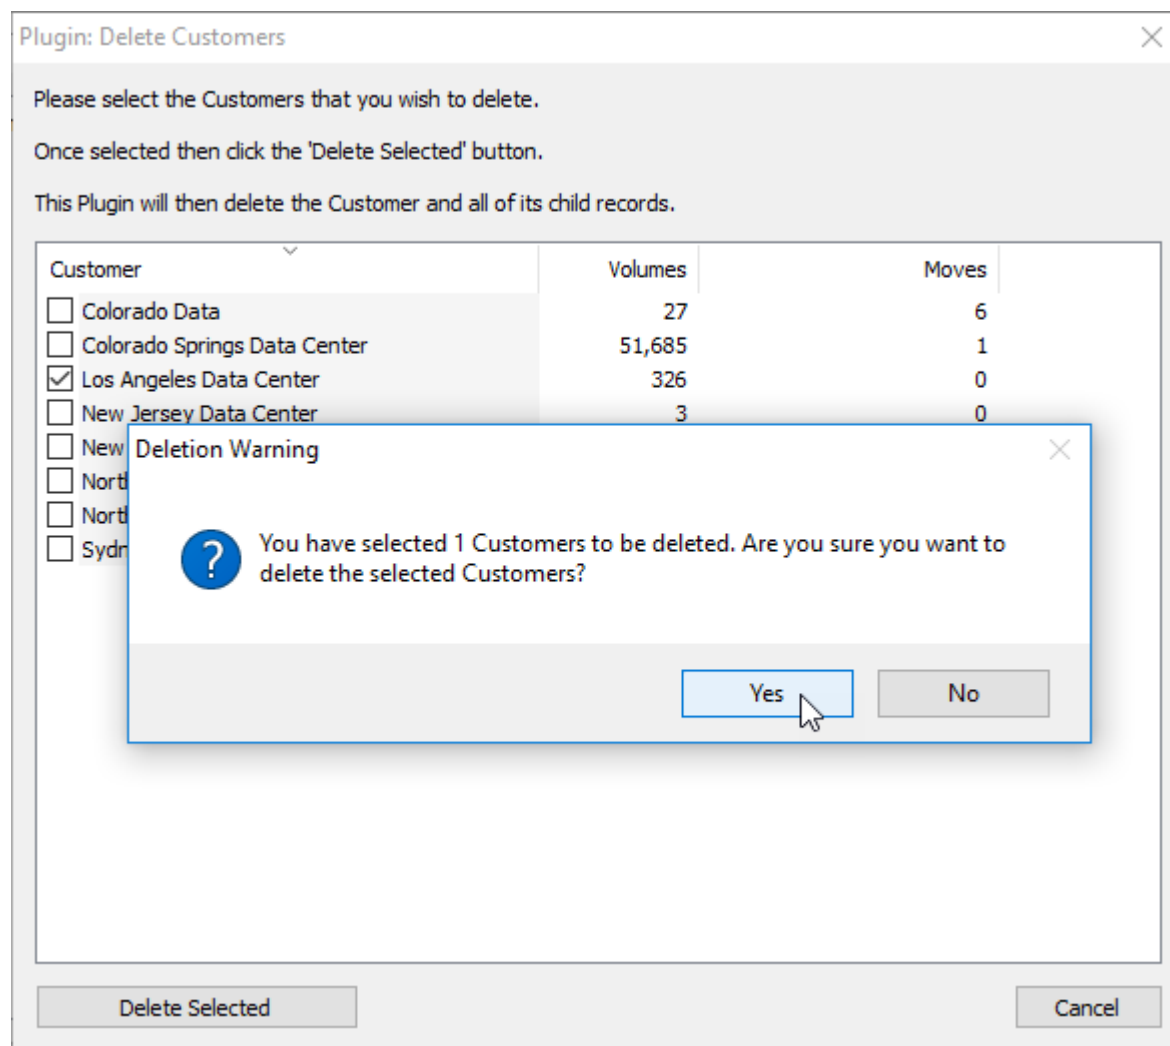 Plugin: Delete Customers
Please select the Customers that you wish to delete.
Once selected then click the 'Delete Selected' button.
This Plugin will then delete the Customer and all of its child records.
Customer Volumes Moves
Colorado Data 27 6
Colorado Springs Data Center 51,685 1
Los Angeles Data Center 326 0
New Jersey Data Center 3 0
New
Deletion Warning
You have selected 1 Customers to be deleted. Are you sure you want to
delete the selected Customers?
Yes No
Delete Selected Cancel